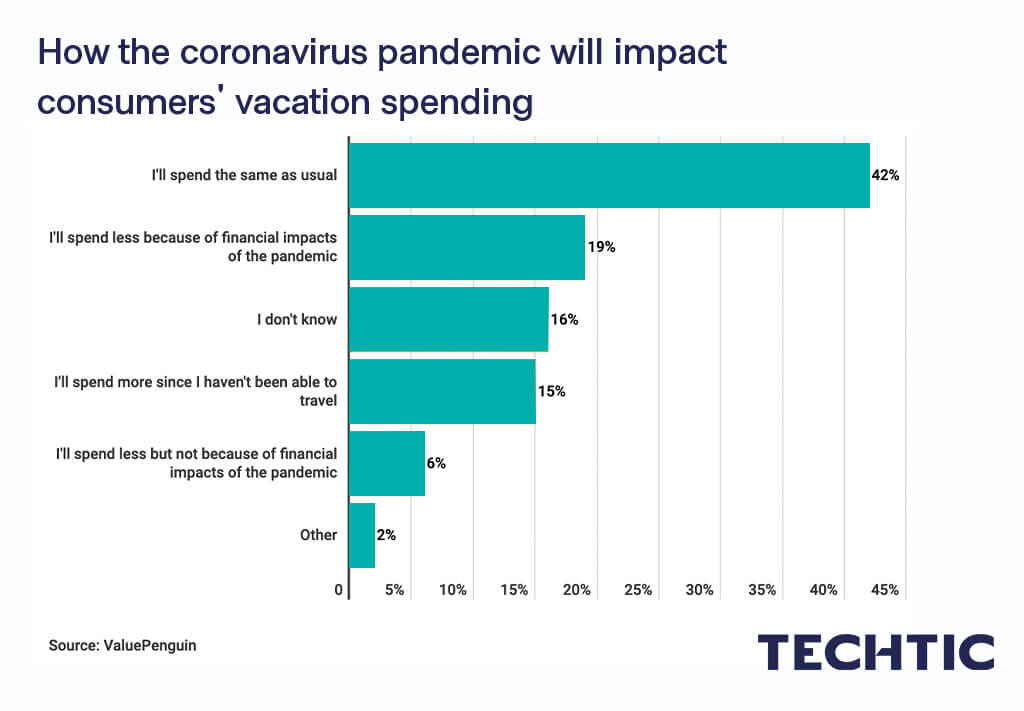 How the coronavirus pandemic will impact
consumers' vacation spending
I'll spend the same as usual
42%
I'll spend less because of financial impacts
of the pandemic
19%
I don't know
16%
I'll spend more since I haven't been able to
travel
15%
I'll spend less but not because of financial
impacts of the pandemic
6%
Other
2%
0 5% 10% 15% 20% 25% 30% 35% 40% 45%
Source: ValuePenguin
TECHTIC